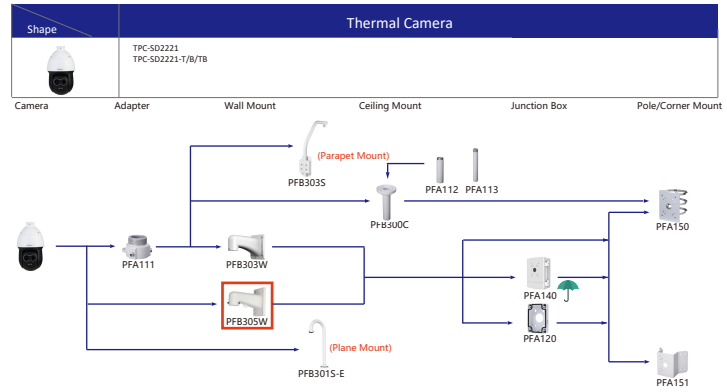 Shape
Thermal Camera
TPC-SD2221
TPC-SD2221-T/B/TB
Camera Adapter Wall Mount Ceiling Mount Junction Box Pole/Corner Mount
(Parapet Mount)
PFB303S
PFA112 PFA113
PFB300C
PFA150
PFA111
PFB303W
PFA140
PFB305W
PFA120
(Plane Mount)
PFB301S-E
PFA151